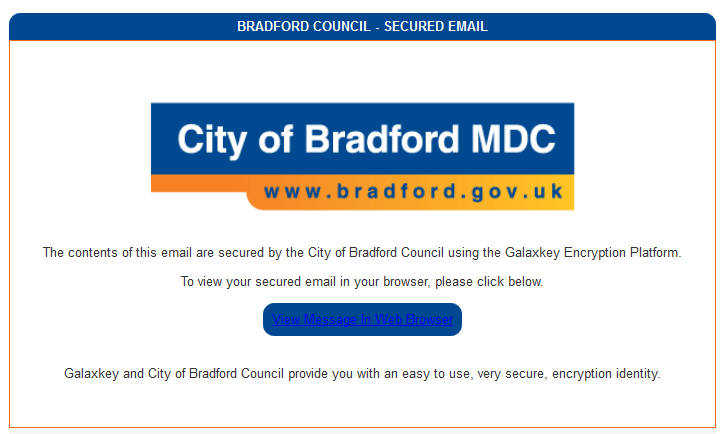 BRADFORD COUNCIL - SECURED EMAIL
City of Bradford MDC
www.bradford.gov.uk
The contents of this email are secured by the City of Bradford Council using the Galaxkey Encryption Platform.
To view your secured email in your browser, please click below.
View Message In Web Browser
Galaxkey and City of Bradford Council provide you with an easy to use, very secure, encryption identity.